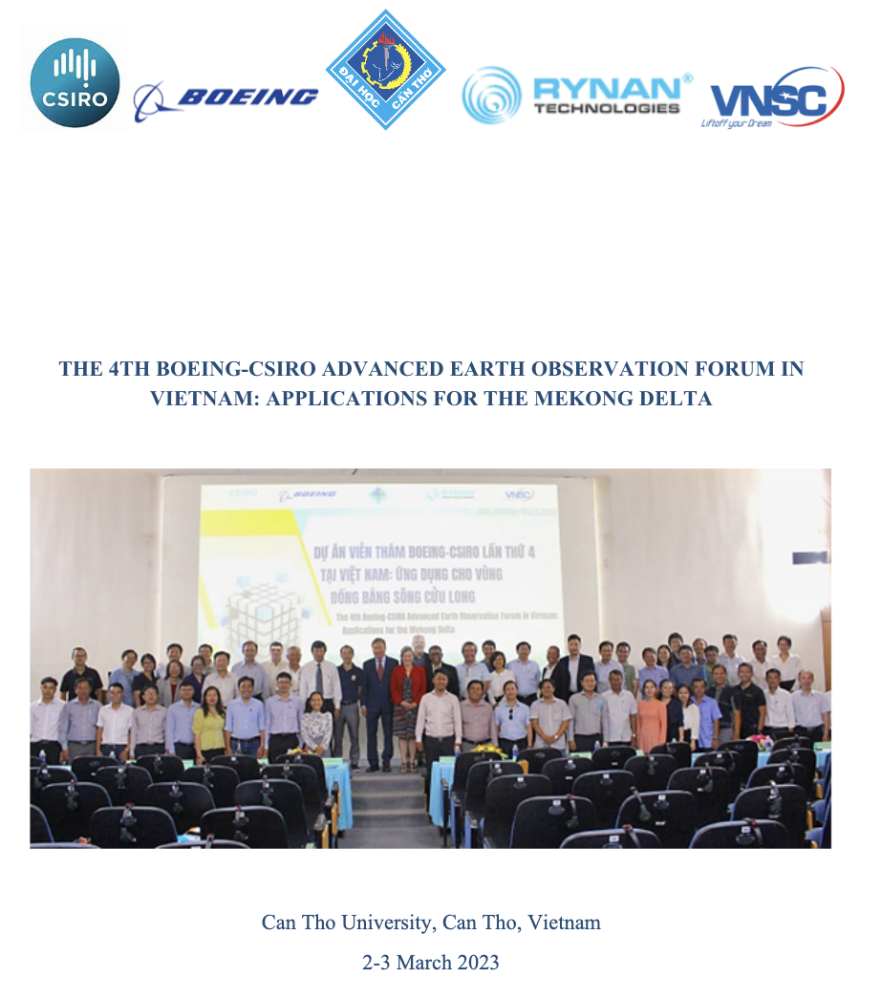 CSIRO
BOEING
ĐẠI HỌC CẦN THƠ
RYNAN®
TECHNOLOGIES
VNSC
Liftoff your Dream
THE 4TH BOEING-CSIRO ADVANCED EARTH OBSERVATION FORUM IN
VIETNAM: APPLICATIONS FOR THE MEKONG DELTA
CSIRO
BOEING
RYNAN
TECHNOLOGIES
VNSC
DỰ ÁN VIỄN THÁM BOEING-CSIRO LẦN THỨ 4
TẠI VIỆT NAM: ỨNG DỤNG CHO VÙNG
ĐỒNG BẰNG SÔNG CỬU LONG
The 4th Boeing-CSIRO Advanced Earth Observation Forum in Vietnam:
Applications for the Mekong Delta
Can Tho University, Can Tho, Vietnam
2-3 March 2023